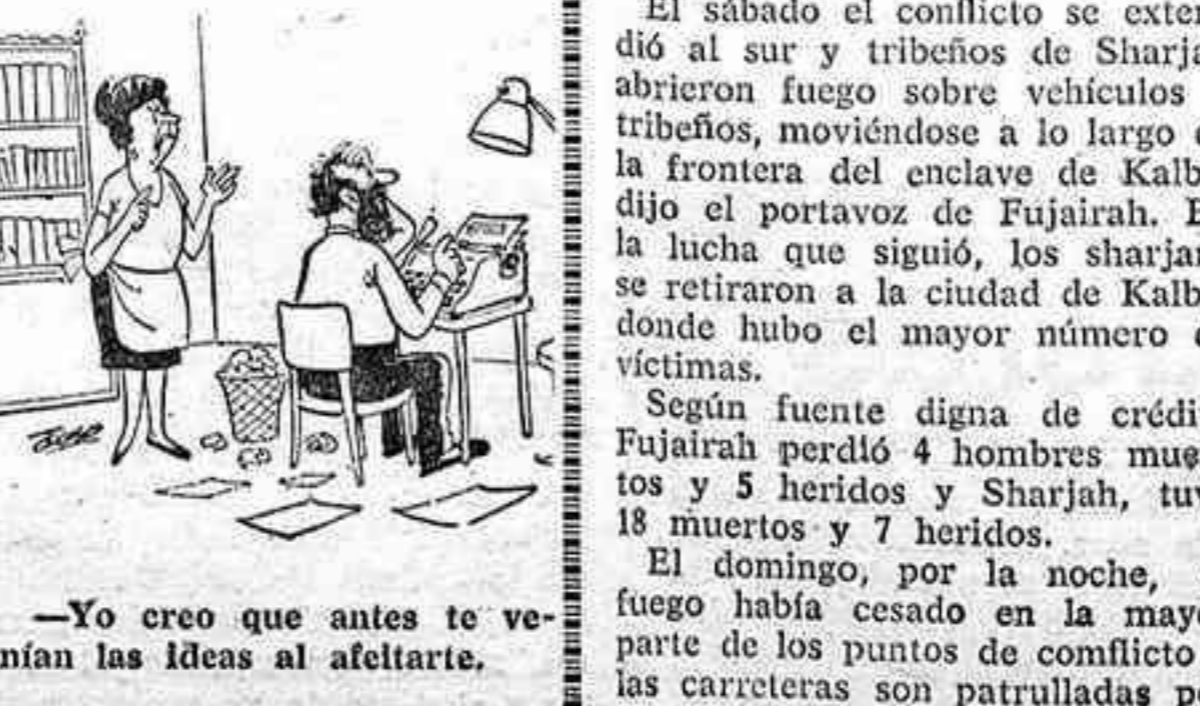 —Yo creo que antes te ve-
nían las ideas al afeitarte.
El sábado el conflicto se exten
dió al sur y tribeños de Sharja
abrieron fuego sobre vehículos
tribeños, moviéndose a lo largo
la frontera del enclave de Kalb
dijo el portavoz de Fujairah. E
la lucha que siguió, los sharjan
se retiraron a la ciudad de Kalb
donde hubo el mayor número
víctimas.
Según fuente digna de crédi
Fujairah perdió 4 hombres mue
tos y 5 heridos y Sharjah, tu
18 muertos y 7 heridos.
El domingo, por la noche,
fuego había cesado en la mayo
parte de los puntos de comflicto
las carreteras son patrulladas po